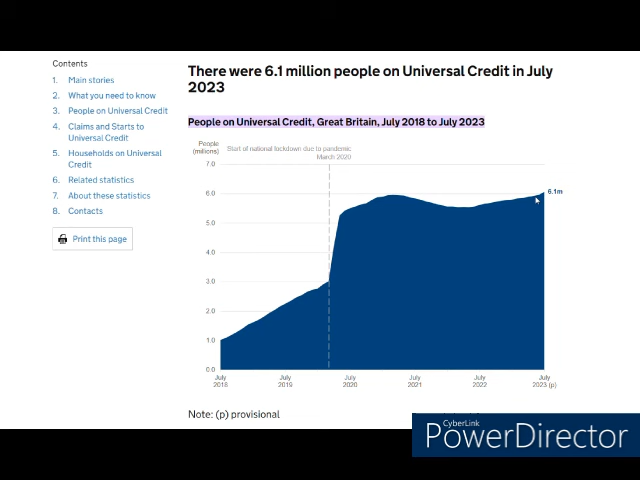 Contents
1. Main stories
2. What you need to know
3. People on Universal Credit
4. Claims and Starts to
Universal Credit
5. Households on Universal
Credit
6. Related statistics
7. About these statistics
8. Contacts
Print this page
There were 6.1 million people on Universal Credit in July
2023
People on Universal Credit, Great Britain, July 2018 to July 2023
People
(millions)
Start of national lockdown due to pandemic
March 2020
7.0
6.0
5.0
4.0
3.0
2.0
1.0
0.0
6.1m
July
2018
July
2019
July
2020
July
2021
July
2022
July
2023 (p)
Note: (p) provisional
CyberLink
PowerDirector